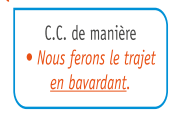 C.C. de manière
• Nous ferons le trajet
en bavardant.